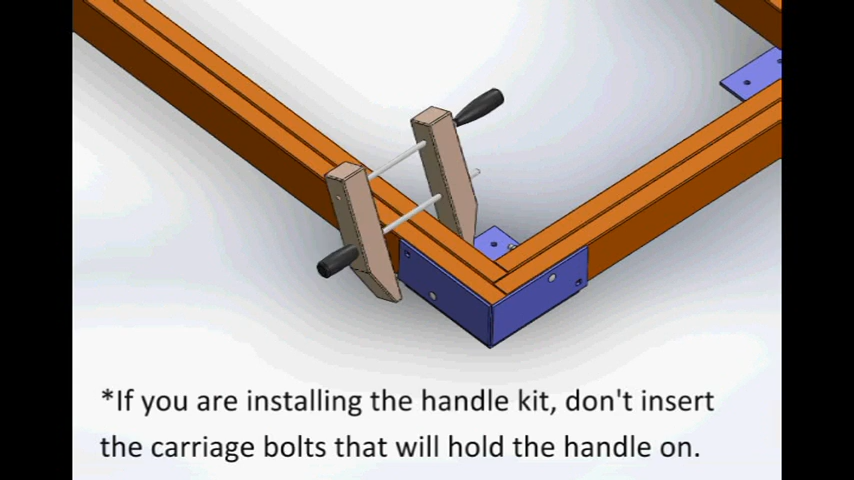 *If you are installing the handle kit, don't insert
the carriage bolts that will hold the handle on.